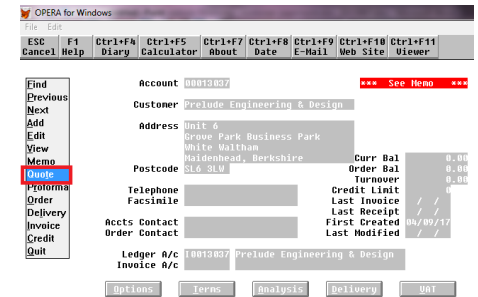 OPERA for Windows
File Edit
ESC F1 Ctrl+F4 Ctrl+F5 Ctrl+F7 Ctrl+F8 Ctrl+F9 Ctrl+F10 Ctrl+F11
Cancel Help Diary Calculator About Date E-Mail Web Site Viewer
Find
Previous
Next
Add
Edit
View
Memo
Quote
Proforma
Order
Delivery
Invoice
Credit
Quit
Account 00013037
*** See Memo ***
Customer Prelude Engineering & Design
Address Unit 6
Grove Park Business Park
White Waltham
Maidenhead, Berkshire
Postcode SL6 3LW
Telephone
Facsimile
Accts Contact
Order Contact
Curr Bal 0.00
Order Bal 0.00
Turnover 0.00
Credit Limit 0
Last Invoice / /
Last Receipt / /
First Created 04/09/17
Last Modified / /
Ledger A/c I0013037 Prelude Engineering & Design
Invoice A/c
Options Terms Analysis Delivery VAT